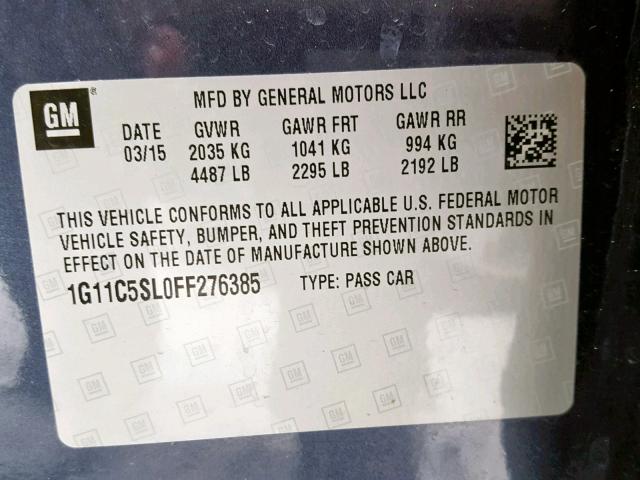 GM
®
MFD BY GENERAL MOTORS LLC
DATE GVWR GAWR FRT GAWR RR
03/15 2035 KG 1041 KG 994 KG
4487 LB 2295 LB 2192 LB
THIS VEHICLE CONFORMS TO ALL APPLICABLE U.S. FEDERAL MOTOR
VEHICLE SAFETY, BUMPER, AND THEFT PREVENTION STANDARDS IN
EFFECT ON THE DATE OF MANUFACTURE SHOWN ABOVE.
1G11C5SL0FF276385 TYPE: PASS CAR